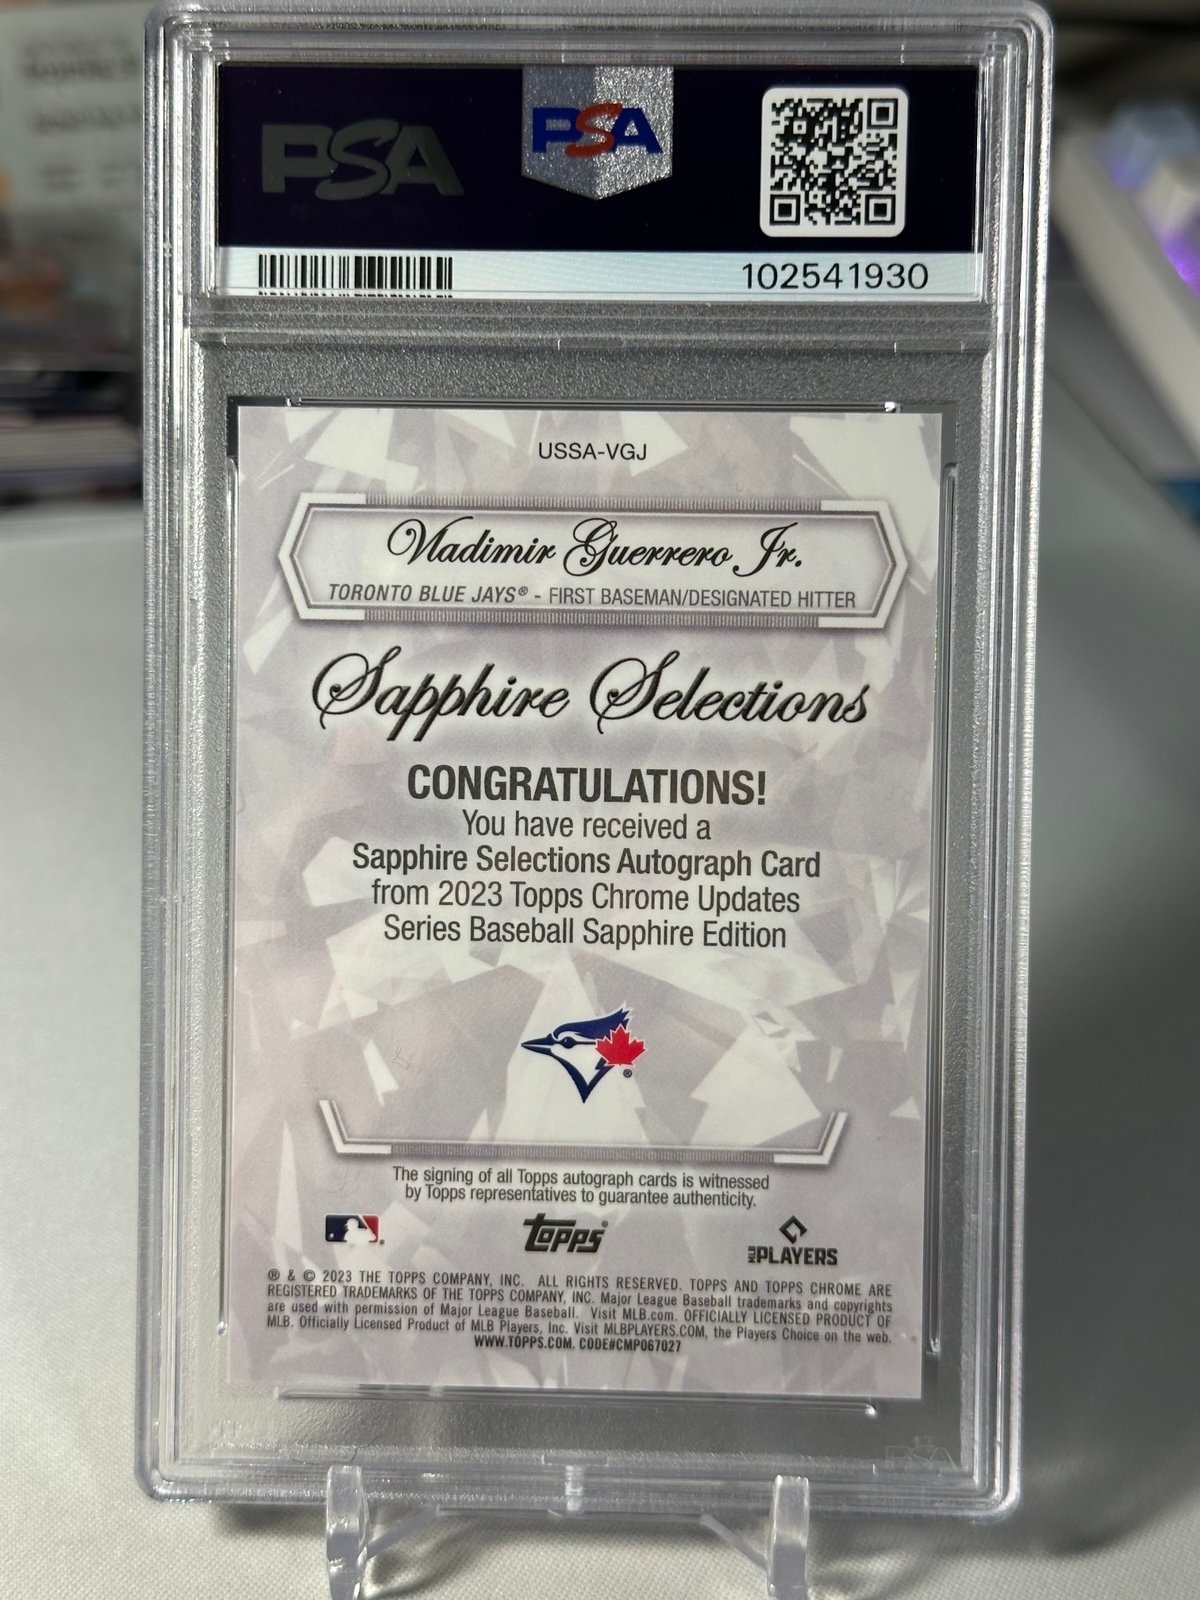 PSA
PSA
102541930
USSA-VGJ
Vladimir Guerrero Jr.
TORONTO BLUE JAYS® - FIRST BASEMAN/DESIGNATED HITTER
Sapphire Selections
CONGRATULATIONS!
You have received a
Sapphire Selections Autograph Card
from 2023 Topps Chrome Updates
Series Baseball Sapphire Edition
®
The signing of all Topps autograph cards is witnessed
by Topps representatives to guarantee authenticity.
topps®
MLB PLAYERS
® & © 2023 THE TOPPS COMPANY, INC. ALL RIGHTS RESERVED. TOPPS AND TOPPS CHROME ARE
REGISTERED TRADEMARKS OF THE TOPPS COMPANY, INC. Major League Baseball trademarks and copyrights
are used with permission of Major League Baseball. Visit MLB.com. OFFICIALLY LICENSED PRODUCT OF
MLB. Officially Licensed Product of MLB Players, Inc. Visit MLBPLAYERS.COM, the Players Choice on the web.
WWW.TOPPS.COM. CODE#CMP067027
PSA